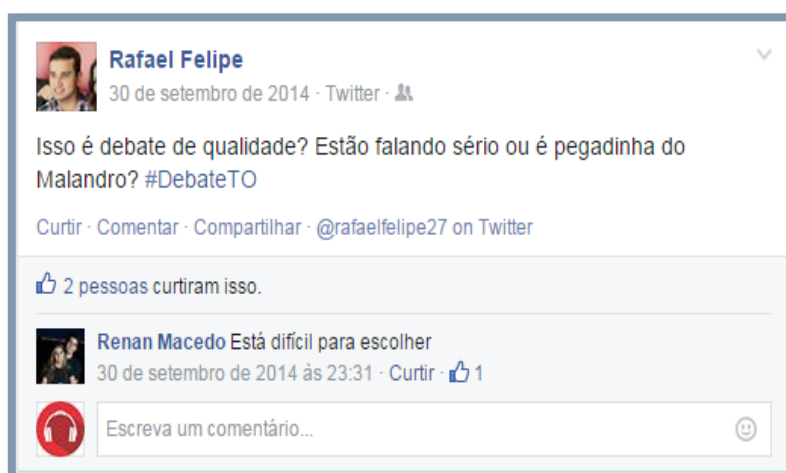 Rafael Felipe
30 de setembro de 2014 · Twitter ·
Isso é debate de qualidade? Estão falando sério ou é pegadinha do
Malandro? #DebateTO
Curtir · Comentar · Compartilhar · @rafaelfelipe27 on Twitter
2 pessoas curtiram isso.
Renan Macedo Está difícil para escolher
30 de setembro de 2014 às 23:31 · Curtir · 1
Escreva um comentário...